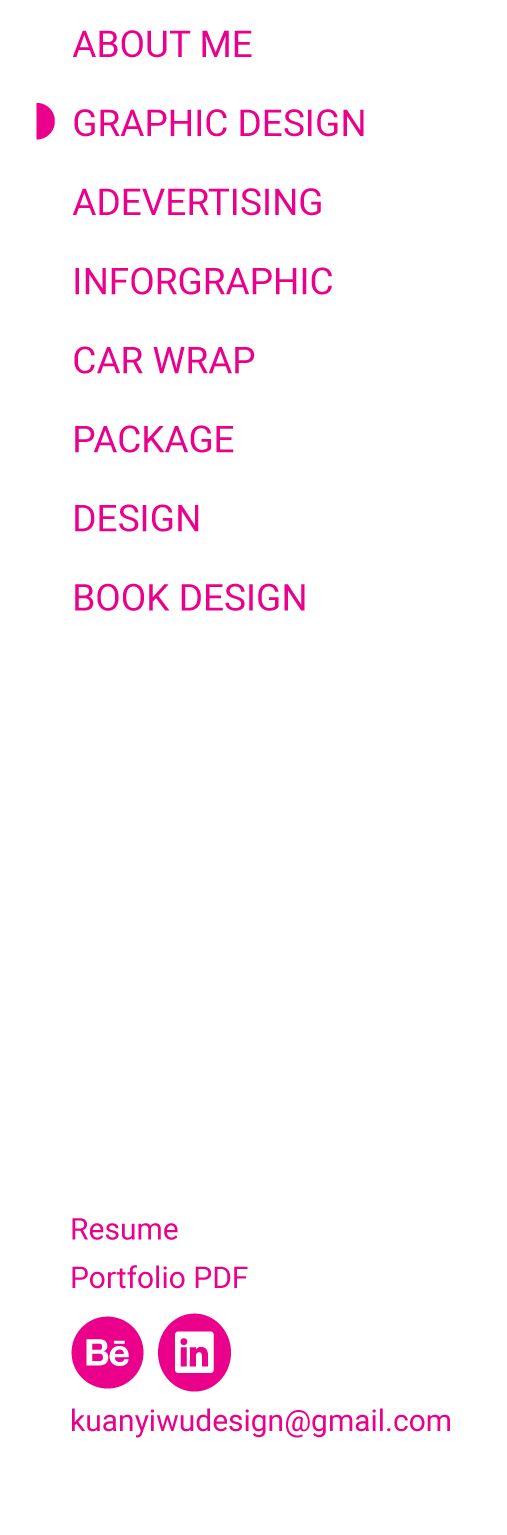 ABOUT ME
GRAPHIC DESIGN
ADEVERTISING
INFORGRAPHIC
CAR WRAP
PACKAGE
DESIGN
BOOK DESIGN
Resume
Portfolio PDF
Bē in
kuanyiwudesign@gmail.com